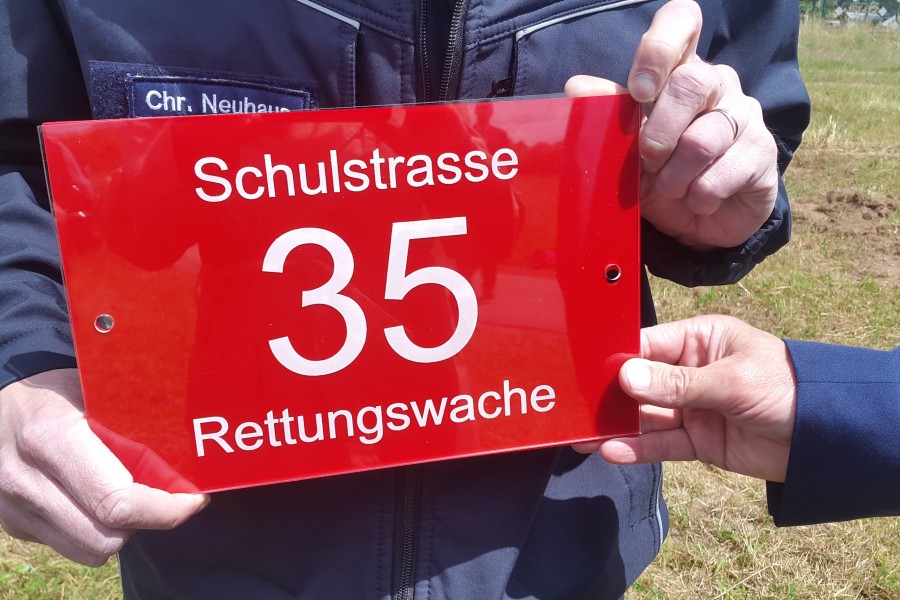 Chr. Neuhaus
Schulstrasse
35
Rettungswache